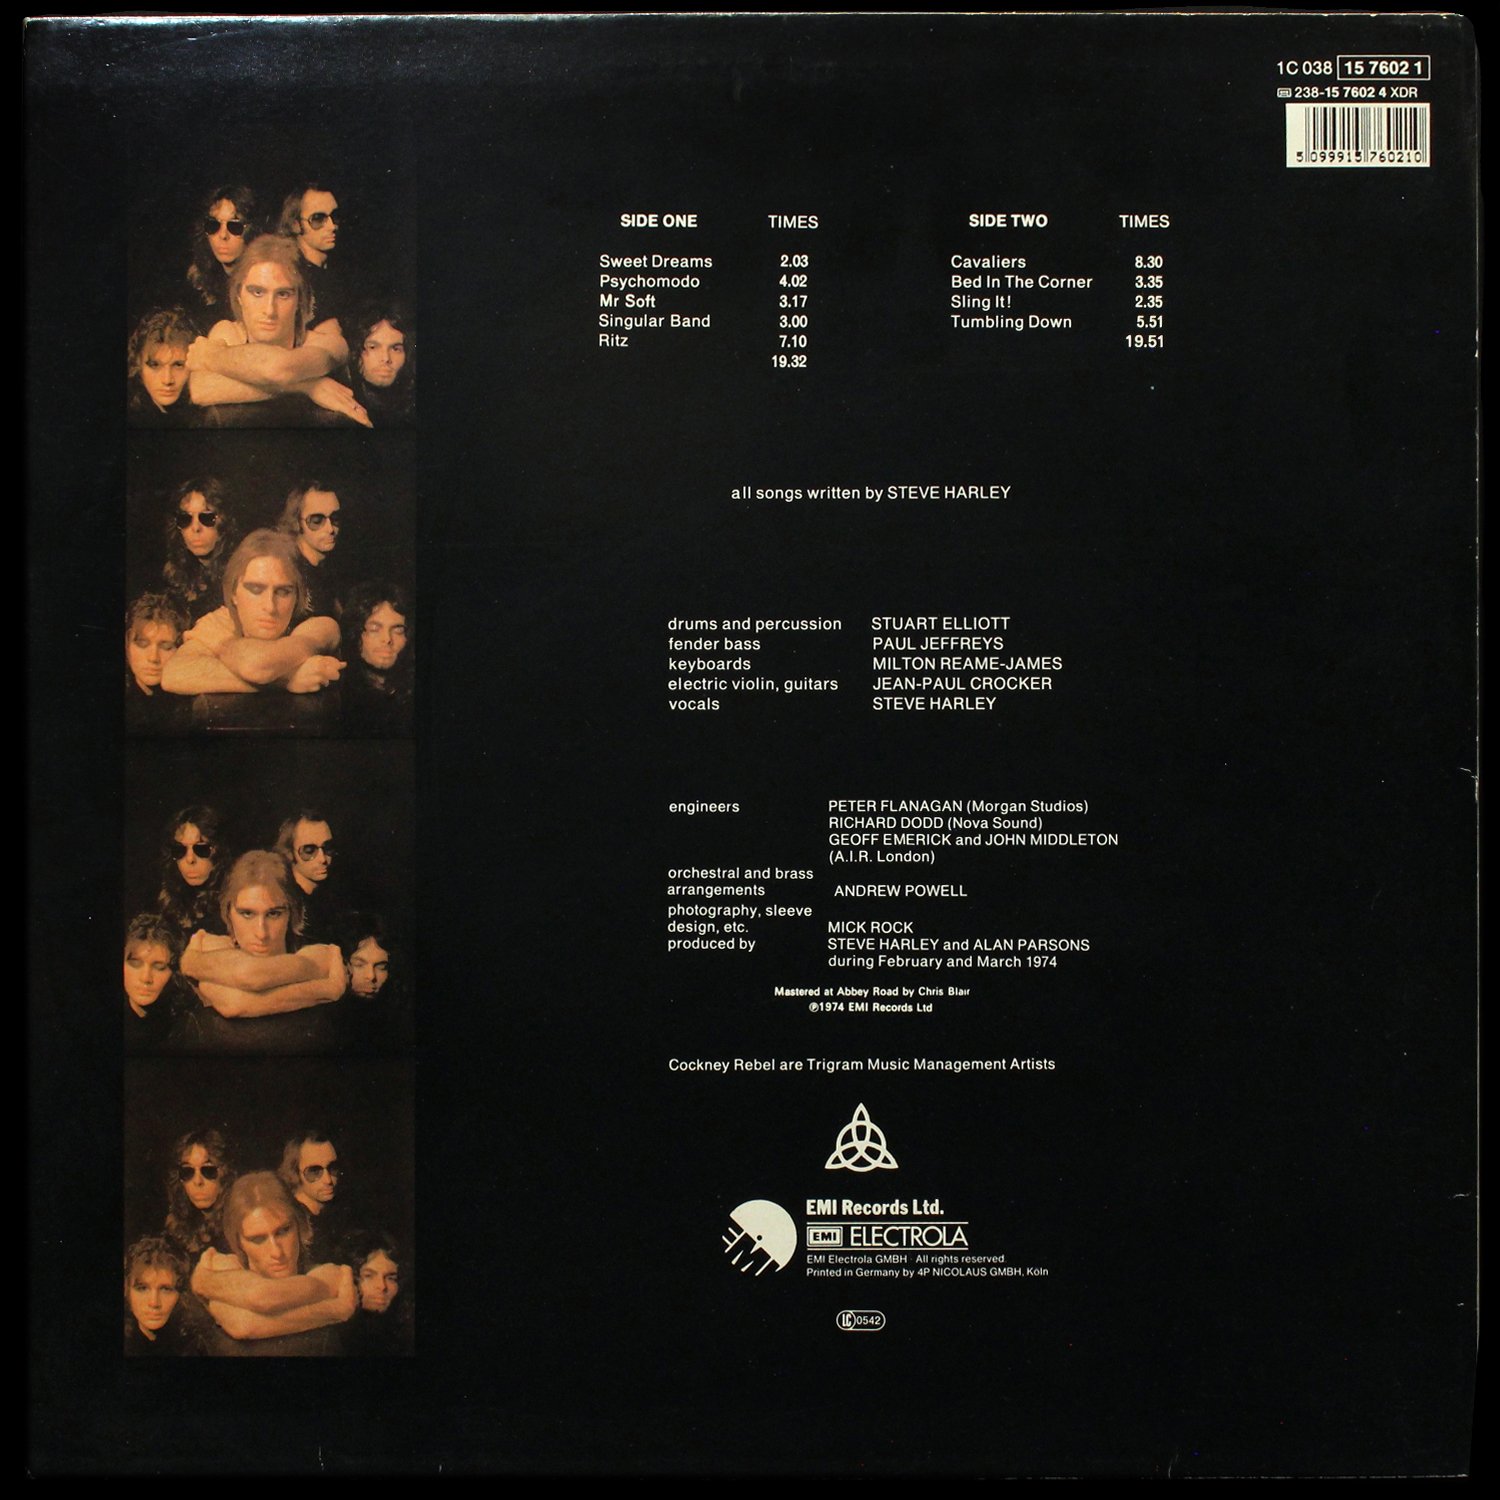 1C 038 15 7602 1
238-15 7602 4 XDR
5 099915 760210
SIDE ONE TIMES
Sweet Dreams 2.03
Psychomodo 4.02
Mr Soft 3.17
Singular Band 3.00
Ritz 7.10
19.32
SIDE TWO TIMES
Cavaliers 8.30
Bed In The Corner 3.35
Sling It! 2.35
Tumbling Down 5.51
19.51
all songs written by STEVE HARLEY
drums and percussion STUART ELLIOTT
fender bass PAUL JEFFREYS
keyboards MILTON REAME-JAMES
electric violin, guitars JEAN-PAUL CROCKER
vocals STEVE HARLEY
engineers PETER FLANAGAN (Morgan Studios)
RICHARD DODD (Nova Sound)
GEOFF EMERICK and JOHN MIDDLETON
(A.I.R. London)
orchestral and brass
arrangements ANDREW POWELL
photography, sleeve
design, etc. MICK ROCK
produced by STEVE HARLEY and ALAN PARSONS
during February and March 1974
Mastered at Abbey Road by Chris Blair
℗1974 EMI Records Ltd
Cockney Rebel are Trigram Music Management Artists
EMI
EMI Records Ltd.
EMI ELECTROLA
EMI Electrola GMBH · All rights reserved
Printed in Germany by 4P NICOLAUS GMBH, Köln
LC 0542